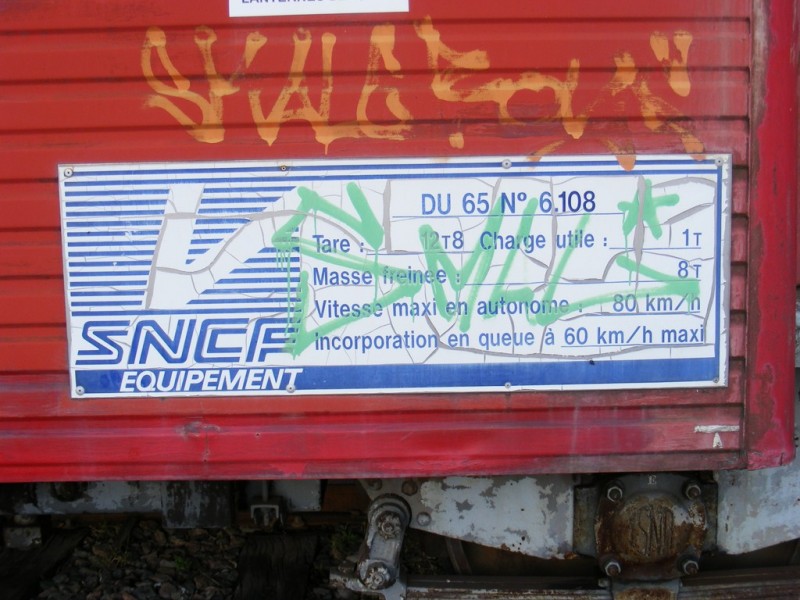 DU 65 Nº 6.108
Tare : 12T8 Charge utile : 1T
Masse freinée : 8T
Vitesse maxi en autonome : 80 km/h
Incorporation en queue à 60 km/h maxi
SNCF
EQUIPEMENT
A
E